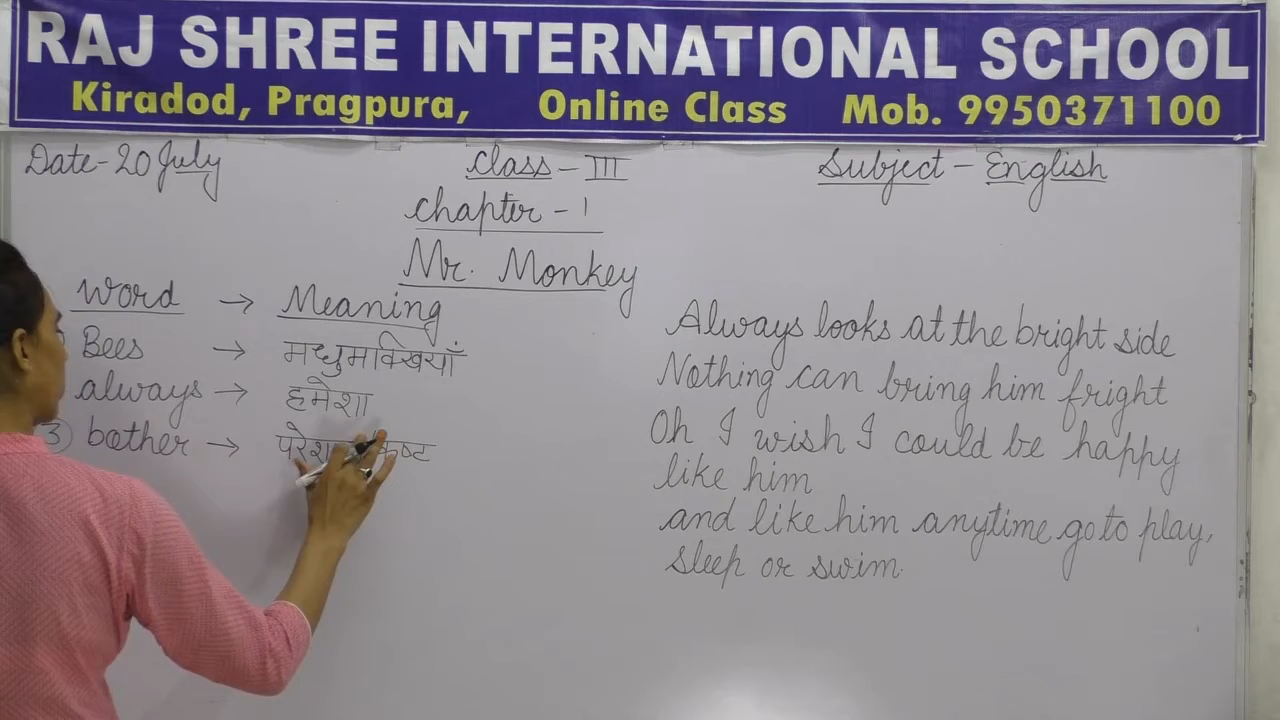 RAJ SHREE INTERNATIONAL SCHOOL
Kiradod, Pragpura, Online Class Mob. 9950371100
Date-20 July Class-III Subject-English
Chapter-1
Mr. Monkey
Word → Meaning
Bees → मधुमक्खियाँ
always → हमेशा
3 bother → कष्ट
Always looks at the bright side
Nothing can bring him fright
Oh I wish I could be happy
like him
and like him anytime go to play,
sleep or swim.